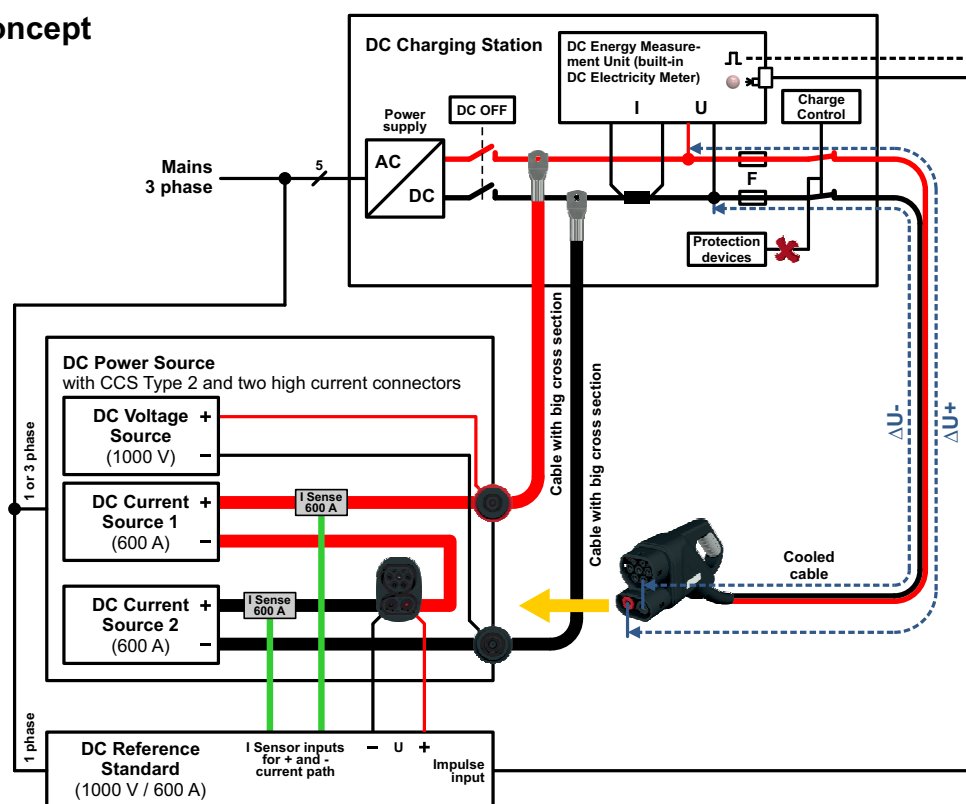 oncept
DC Charging Station
DC Energy Measure-
ment Unit (built-in
DC Electricity Meter)
I U
Charge
Control
Power
supply
DC OFF
AC
DC
Mains
3 phase
5
F
Protection
devices
Cable with big cross section
Cable with big cross section
ΔU-
ΔU+
Cooled
cable
DC Power Source
with CCS Type 2 and two high current connectors
DC Voltage +
Source
(1000 V) −
1 or 3 phase
DC Current +
Source 1
(600 A) −
I Sense
600 A
DC Current +
Source 2
(600 A) −
I Sense
600 A
1 phase
DC Reference
Standard
(1000 V / 600 A)
I Sensor inputs
for + and -
current path
− U +
Impulse
input